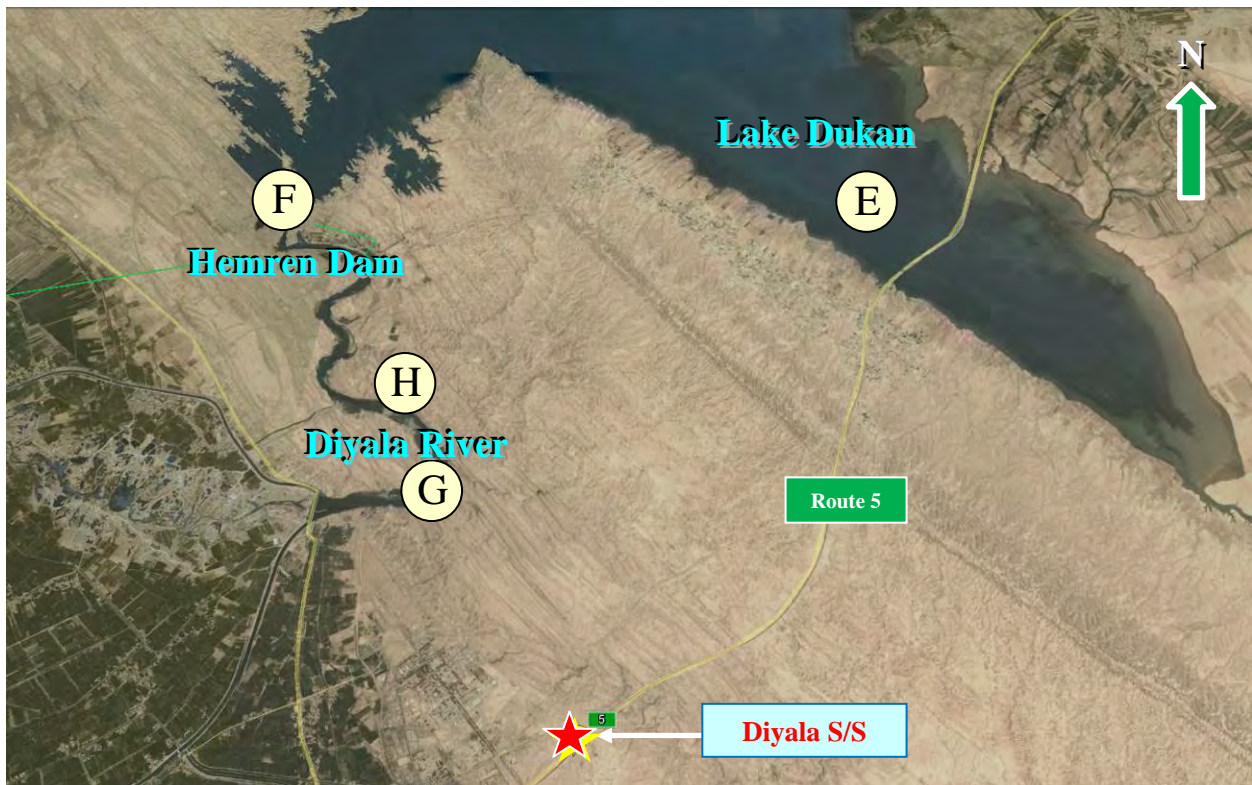 N
Lake Dukan
E
F
Hemren Dam
H
Diyala River
G
Route 5
5
Diyala S/S